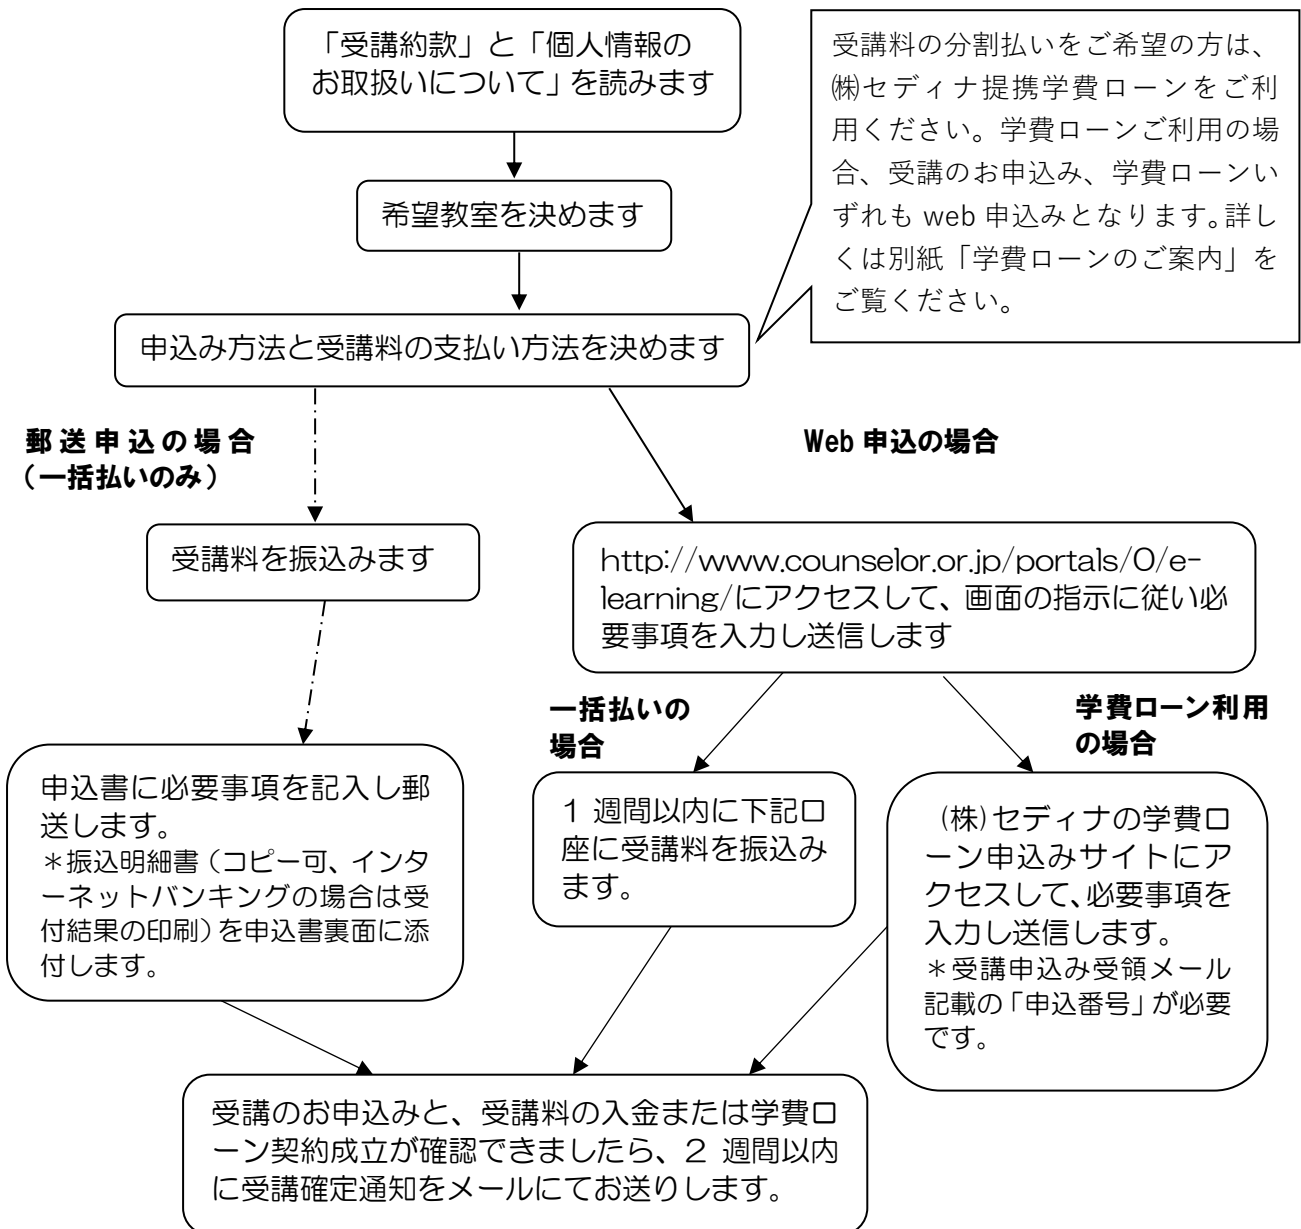 「受講約款」と「個人情報の
お取扱いについて」を読みます
受講料の分割払いをご希望の方は、
㈱セディナ提携学費ローンをご利
用ください。学費ローンご利用の場
合、受講のお申込み、学費ローンい
ずれも web 申込みとなります。詳し
くは別紙「学費ローンのご案内」を
ご覧ください。
希望教室を決めます
申込み方法と受講料の支払い方法を決めます
郵送申込の場合
(一括払いのみ)
Web 申込の場合
受講料を振込みます
http://www.counselor.or.jp/portals/0/e-
learning/にアクセスして、画面の指示に従い必
要事項を入力し送信します
一括払いの
場合
学費ローン利用
の場合
申込書に必要事項を記入し郵
送します。
＊振込明細書（コピー可、インタ
ーネットバンキングの場合は受
付結果の印刷）を申込書裏面に添
付します。
1 週間以内に下記口
座に受講料を振込み
ます。
(株)セディナの学費ロ
ーン申込みサイトにア
クセスして、必要事項を
入力し送信します。
＊受講申込み受領メール
記載の「申込番号」が必要
です。
受講のお申込みと、受講料の入金または学費ロ
ーン契約成立が確認できましたら、2 週間以内
に受講確定通知をメールにてお送りします。